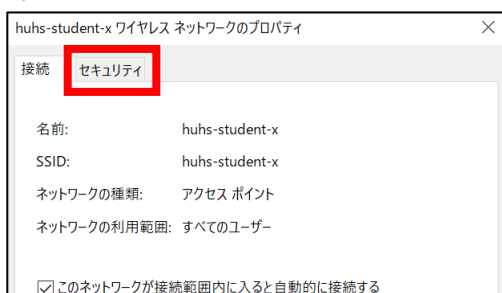 huhs-student-x ワイヤレス ネットワークのプロパティ
接続 セキュリティ
名前: huhs-student-x
SSID: huhs-student-x
ネットワークの種類: アクセス ポイント
ネットワークの利用範囲: すべてのユーザー
このネットワークが接続範囲内に入ると自動的に接続する